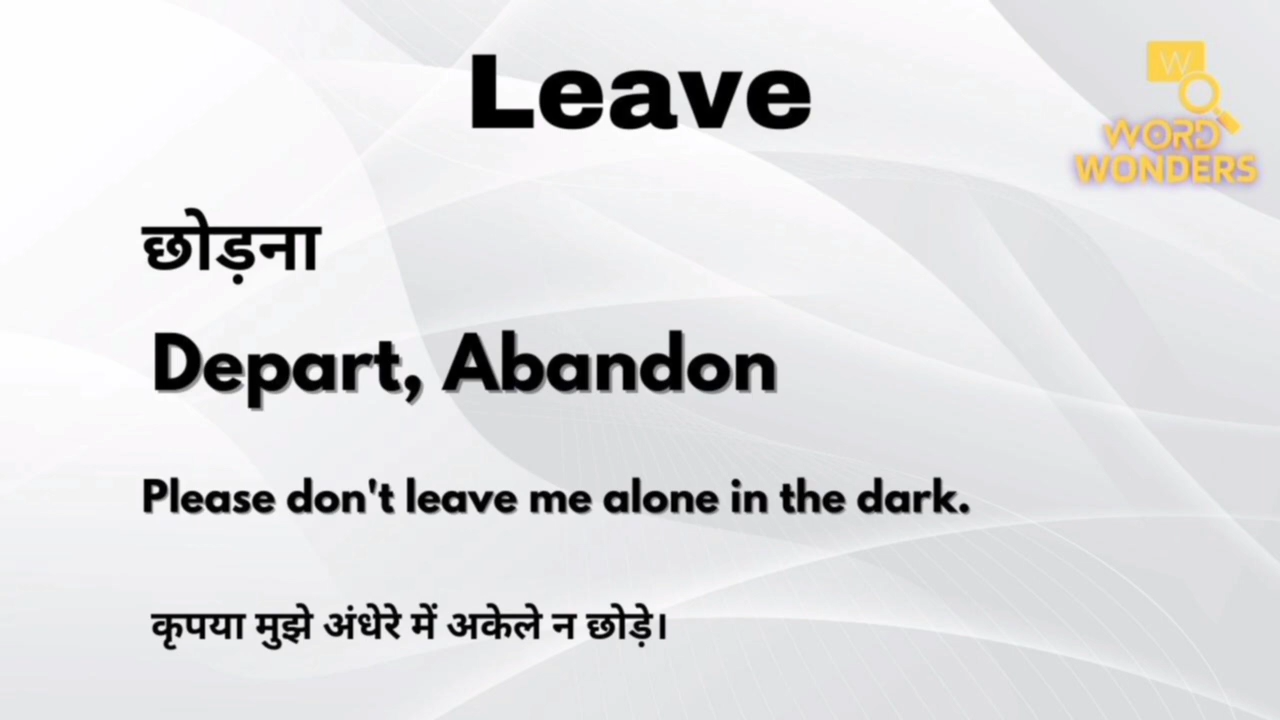 Leave
W
WORD
WONDERS
छोड़ना
Depart, Abandon
Please don't leave me alone in the dark.
कृपया मुझे अंधेरे में अकेले न छोड़े।